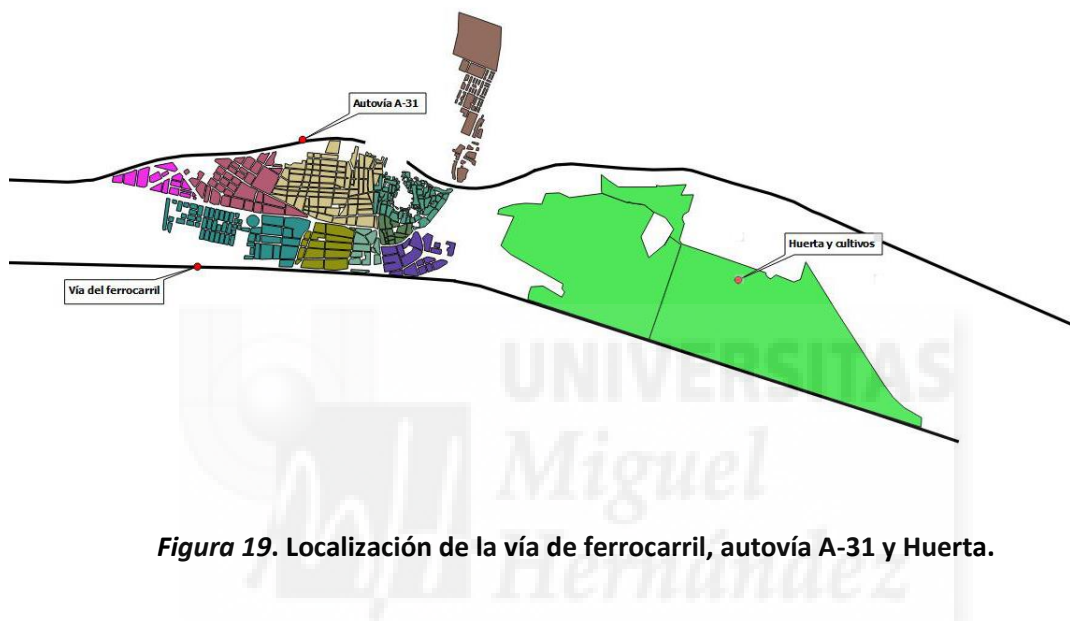 Autovía A-31
Huerta y cultivos
Vía del ferrocarril
UNIVERSITAS
Miguel
Hernández
Figura 19. Localización de la vía de ferrocarril, autovía A-31 y Huerta.